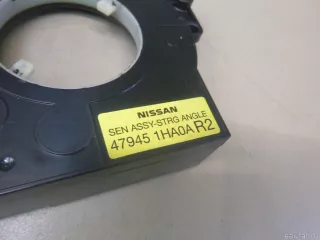 NISSAN
SEN ASSY-STRG ANGLE
47945 1HA0A R2